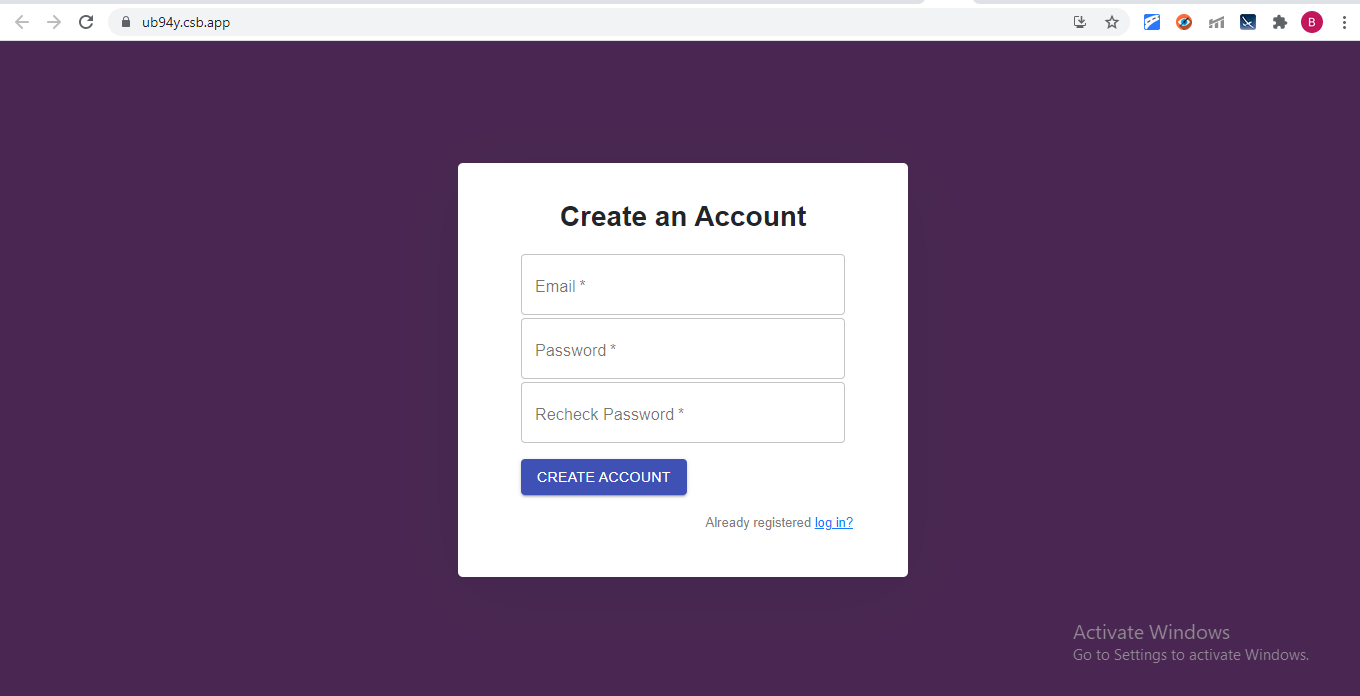 ub94y.csb.app
B
Create an Account
Email *
Password *
Recheck Password *
CREATE ACCOUNT
Already registered log in?
Activate Windows
Go to Settings to activate Windows.